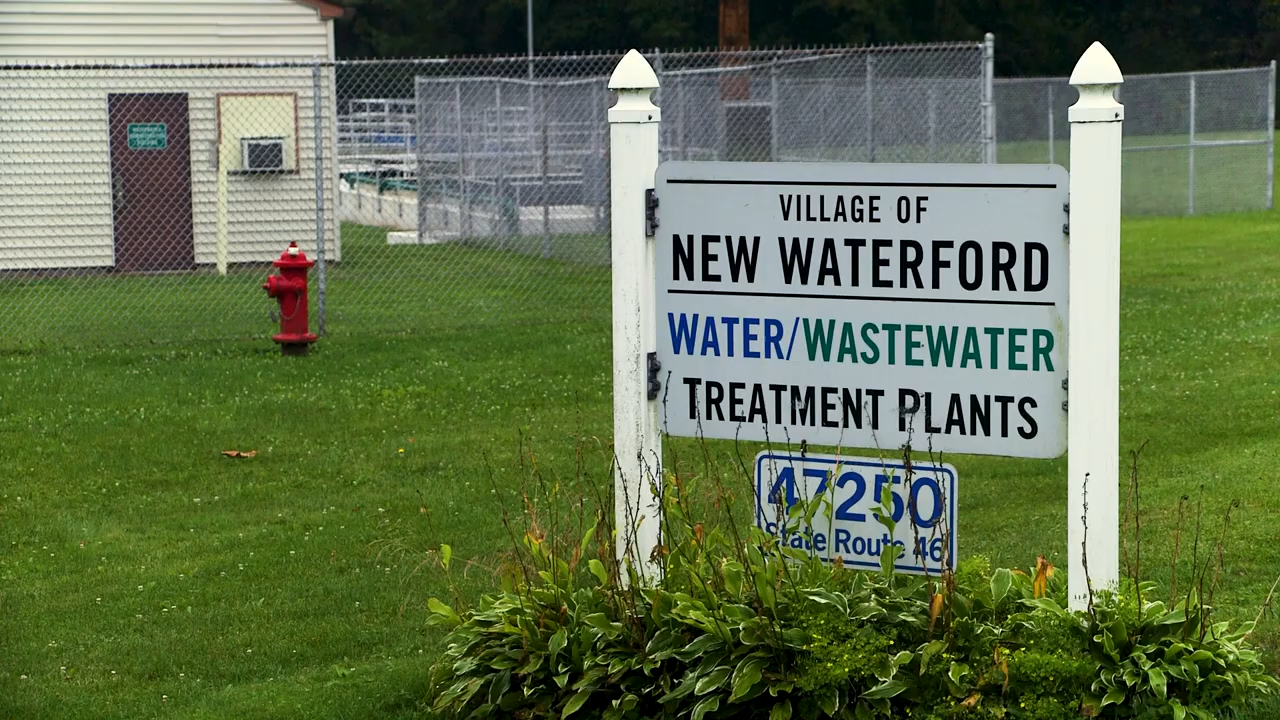 VILLAGE OF
NEW WATERFORD
WATER/WASTEWATER
TREATMENT PLANTS
47250
State Route 46